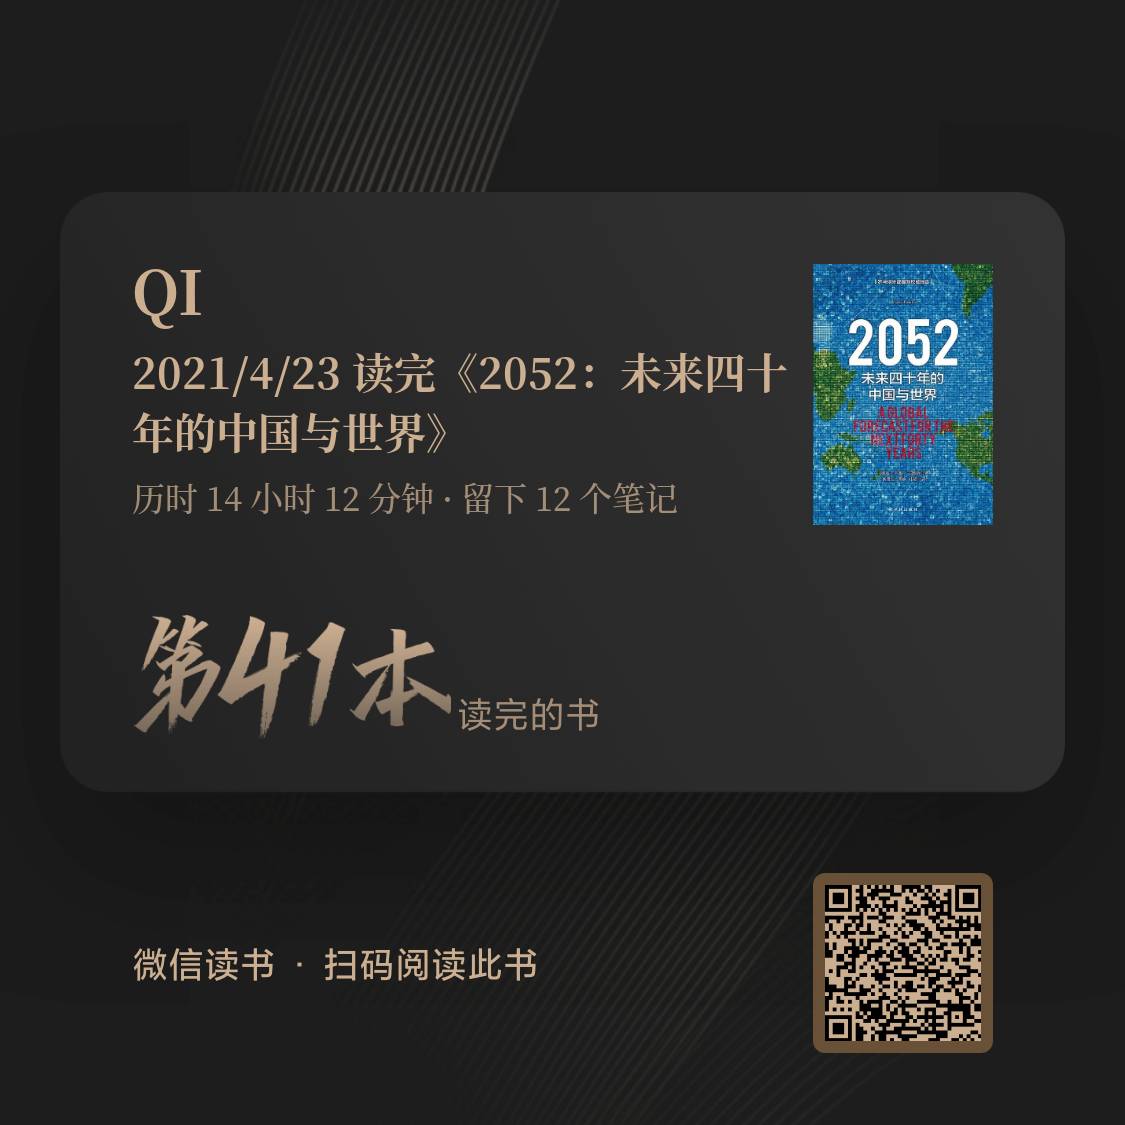 QI
2021/4/23 读完《2052：未来四十
年的中国与世界》
历时 14 小时 12 分钟 · 留下 12 个笔记
2052
未来四十年的
中国与世界
A GLOBAL
FORECAST FOR THE
NEXT FORTY
YEARS
第41本 读完的书
微信读书 · 扫码阅读此书